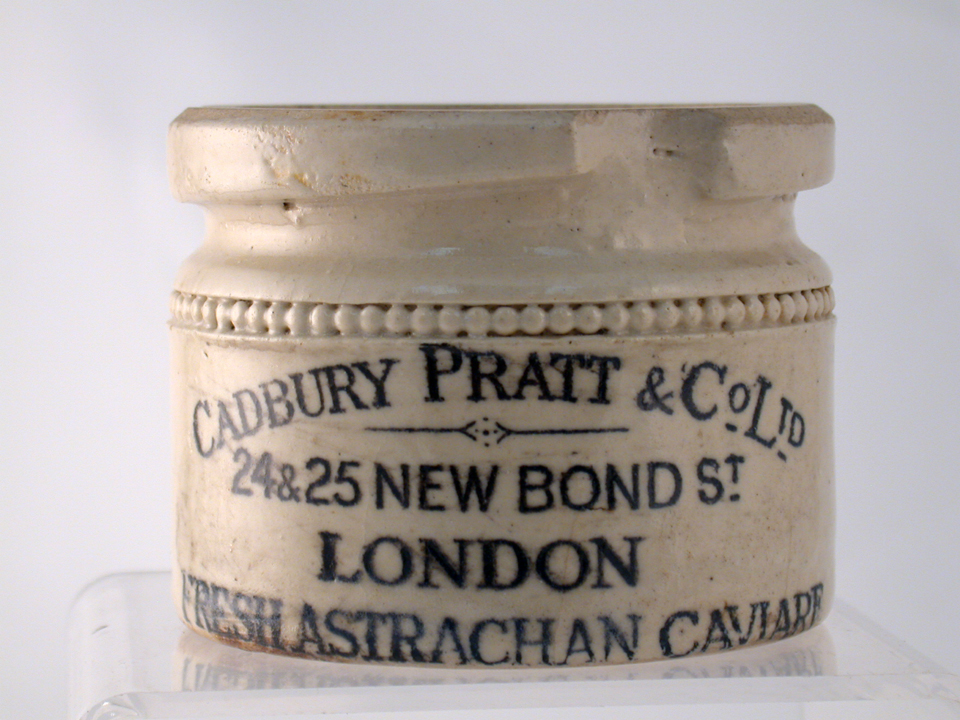 CADBURY PRATT & Co LTD
24 & 25 NEW BOND ST
LONDON
FRESH ASTRACHAN CAVIARE